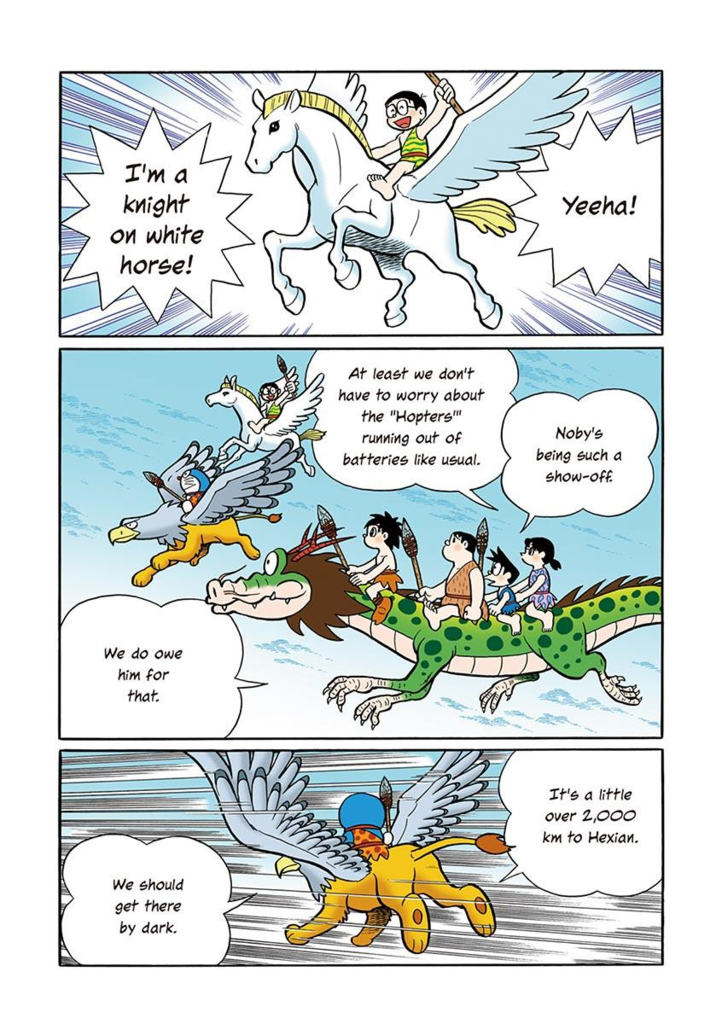 I'm a
knight
on white
horse!
Yeeha!
At least we don't
have to worry about
the "Hopters'"
running out of
batteries like usual.
Noby's
being such a
show-off.
We do owe
him for
that.
It's a little
over 2,000
km to Hexian.
We should
get there
by dark.